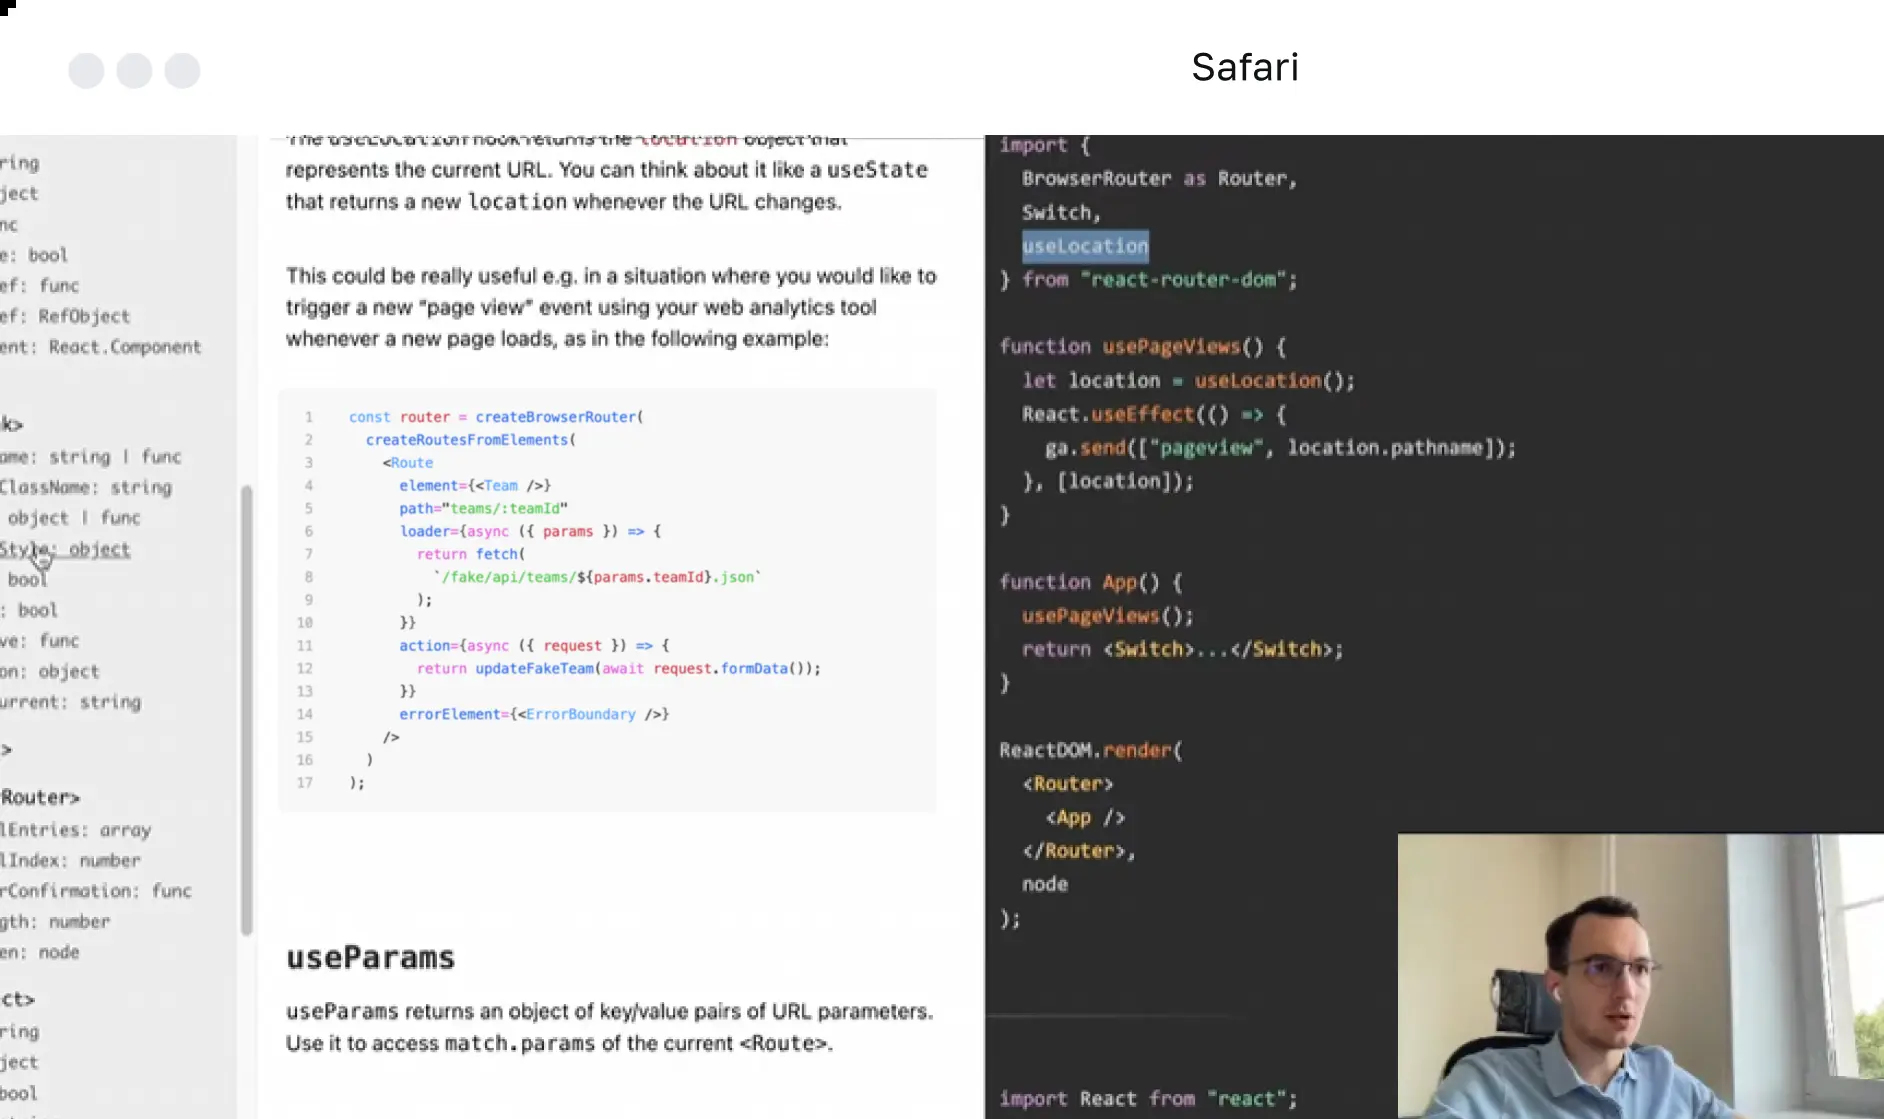 Safari
ring
ject
nc
e: bool
ef: func
ef: RefObject
ent: React.Component
k>
ame: string | func
ClassName: string
object | func
Style: object
bool
: bool
ve: func
on: object
urrent: string
>
Router>
lEntries: array
lIndex: number
rConfirmation: func
gth: number
en: node
ct>
ring
ject
bool
The useLocation hook returns the location object that
represents the current URL. You can think about it like a useState
that returns a new location whenever the URL changes.
This could be really useful e.g. in a situation where you would like to
trigger a new "page view" event using your web analytics tool
whenever a new page loads, as in the following example:
1 const router = createBrowserRouter(
2 createRoutesFromElements(
3 <Route
4 element={<Team />}
5 path="teams/:teamId"
6 loader={async ({ params }) => {
7 return fetch(
8 `/fake/api/teams/${params.teamId}.json`
9 );
10 }}
11 action={async ({ request }) => {
12 return updateFakeTeam(await request.formData());
13 }}
14 errorElement={<ErrorBoundary />}
15 />
16 )
17 );
useParams
useParams returns an object of key/value pairs of URL parameters.
Use it to access match.params of the current <Route>.
import {
BrowserRouter as Router,
Switch,
useLocation
} from "react-router-dom";
function usePageViews() {
let location = useLocation();
React.useEffect(() => {
ga.send(["pageview", location.pathname]);
}, [location]);
}
function App() {
usePageViews();
return <Switch>...</Switch>;
}
ReactDOM.render(
<Router>
<App />
</Router>,
node
);
import React from "react";